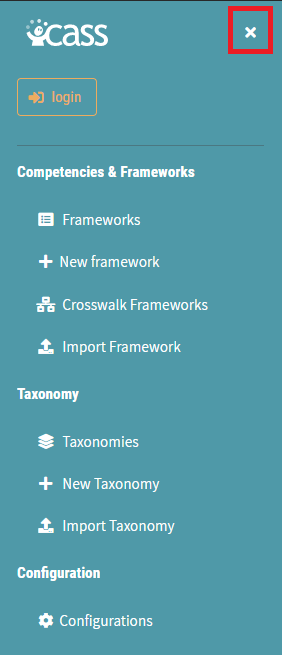 cass
login
Competencies & Frameworks
Frameworks
New framework
Crosswalk Frameworks
Import Framework
Taxonomy
Taxonomies
New Taxonomy
Import Taxonomy
Configuration
Configurations